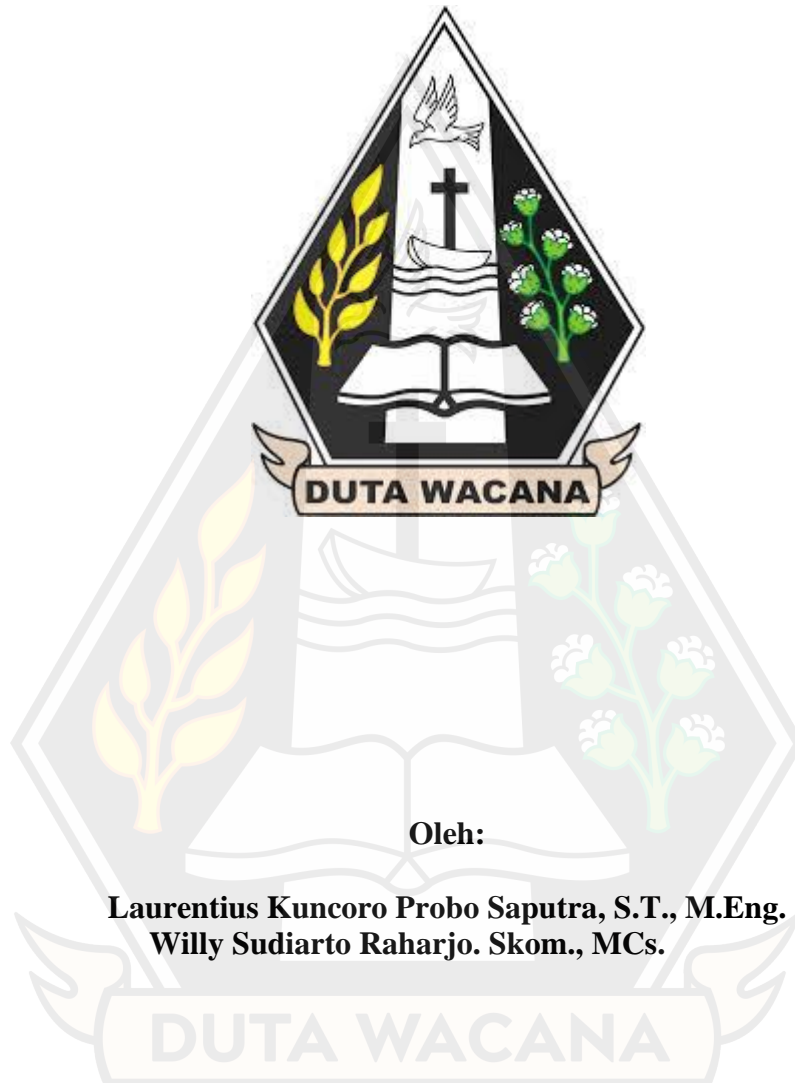 DUTA WACANA
Oleh:
Laurentius Kuncoro Probo Saputra, S.T., M.Eng.
Willy Sudiarto Raharjo. Skom., MCs.
DUTA WACANA